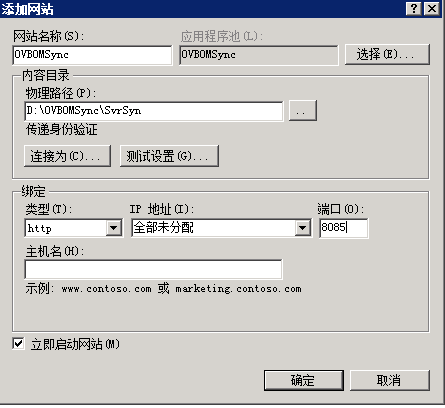 添加网站
网站名称(S): 应用程序池(L):
OVBOMSync OVBOMSync 选择(E)...
内容目录
物理路径(P):
D:\OVBOMSync\SvrSyn ..
传递身份验证
连接为(C)... 测试设置(G)...
绑定
类型(T): IP 地址(I): 端口(O):
http 全部未分配 8085
主机名(H):
示例: www.contoso.com 或 marketing.contoso.com
立即启动网站(M)
确定 取消